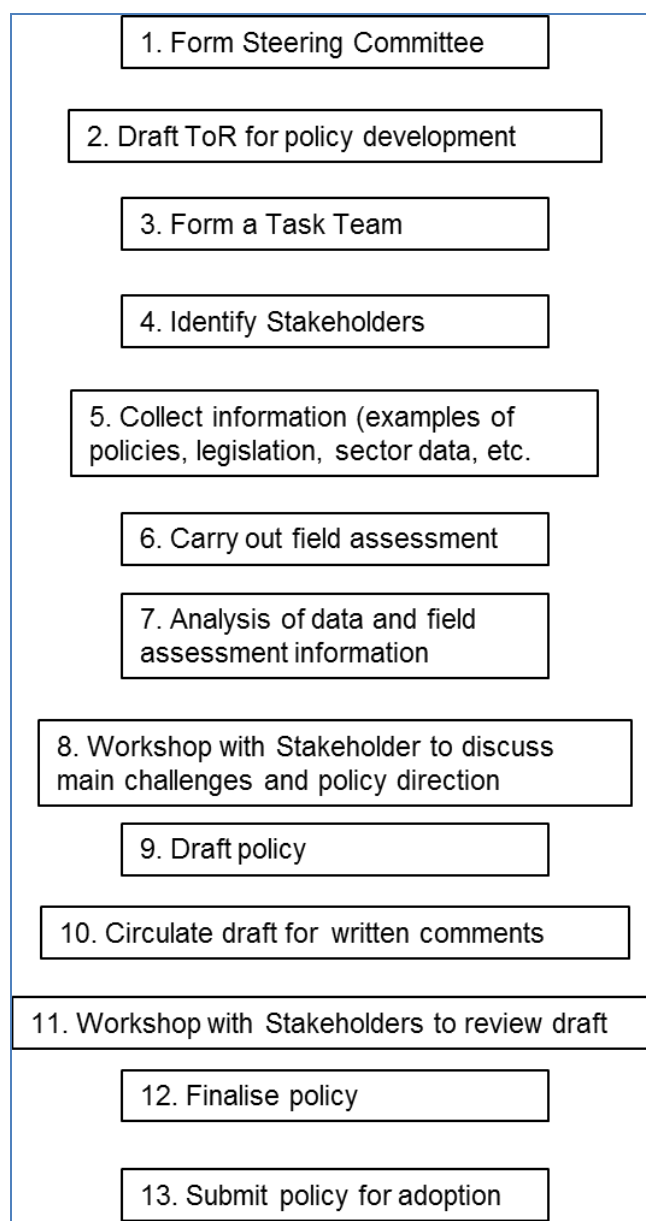 1. Form Steering Committee
2. Draft ToR for policy development
3. Form a Task Team
4. Identify Stakeholders
5. Collect information (examples of
policies, legislation, sector data, etc.
6. Carry out field assessment
7. Analysis of data and field
assessment information
8. Workshop with Stakeholder to discuss
main challenges and policy direction
9. Draft policy
10. Circulate draft for written comments
11. Workshop with Stakeholders to review draft
12. Finalise policy
13. Submit policy for adoption